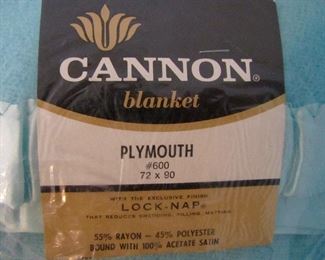 CANNON®
blanket
PLYMOUTH
#600
72 x 90
WITH THE EXCLUSIVE FINISH
LOCK-NAP®
THAT REDUCES SHEDDING, PILLING, MATTING
55% RAYON — 45% POLYESTER
BOUND WITH 100% ACETATE SATIN